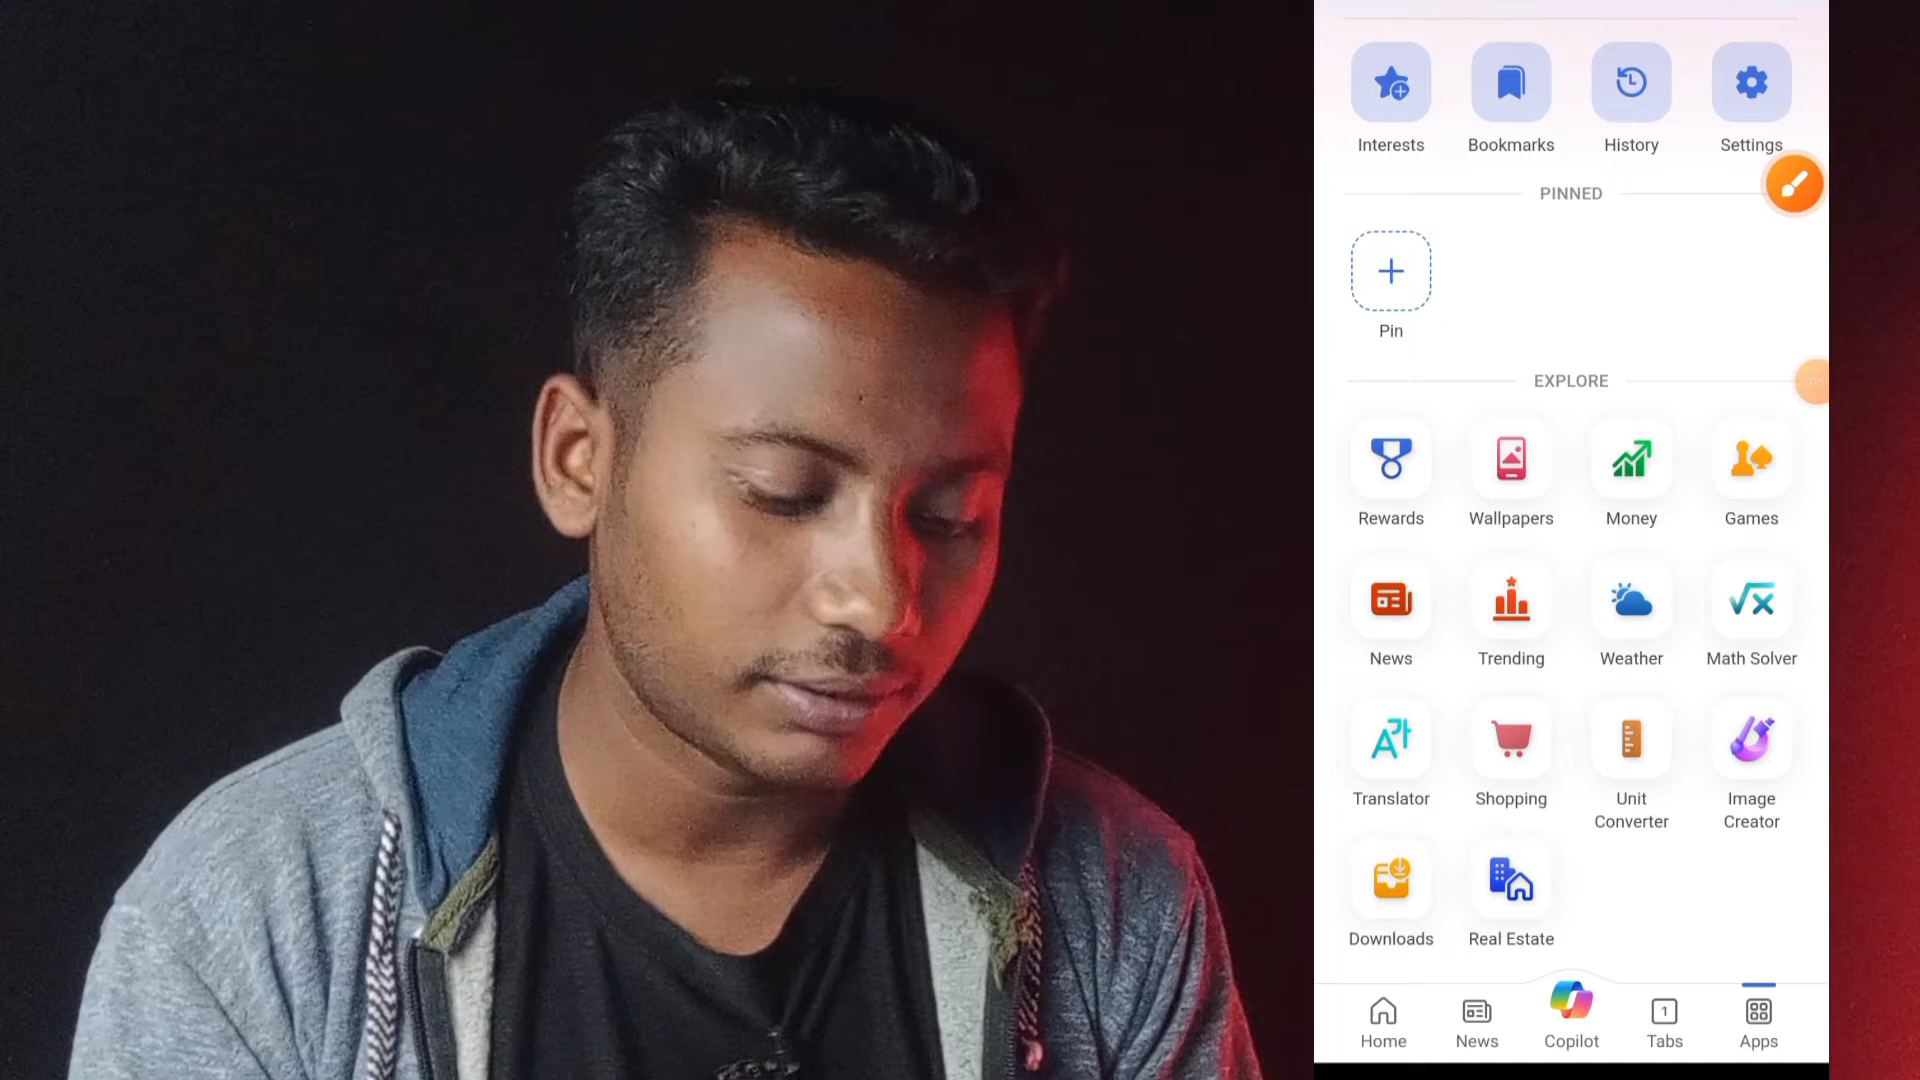 Interests Bookmarks History Settings
PINNED
Pin
EXPLORE
Rewards Wallpapers Money Games
News Trending Weather Math Solver
Translator Shopping Unit Converter Image Creator
Downloads Real Estate
1
Home News Copilot Tabs Apps